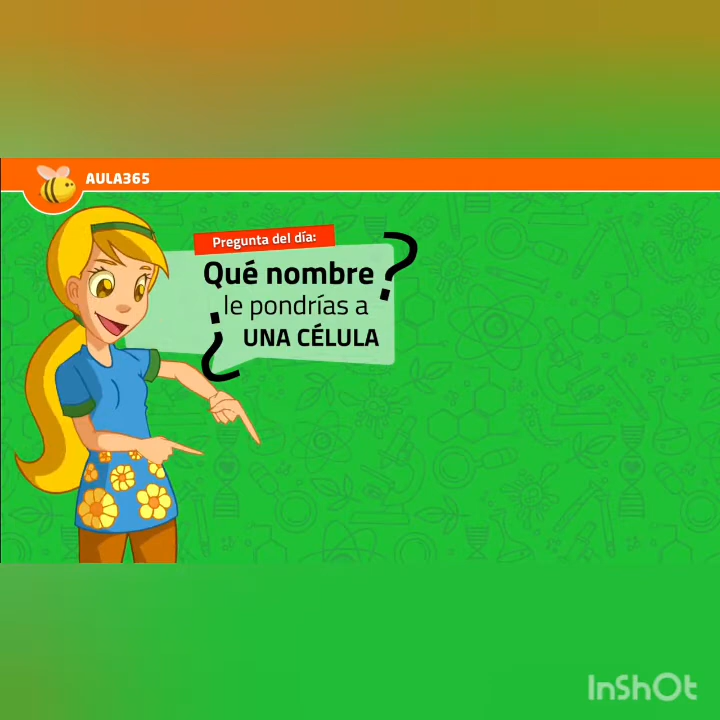 AULA365
Pregunta del día:
Qué nombre ?
le pondrías a
¿ UNA CÉLULA
InShOt